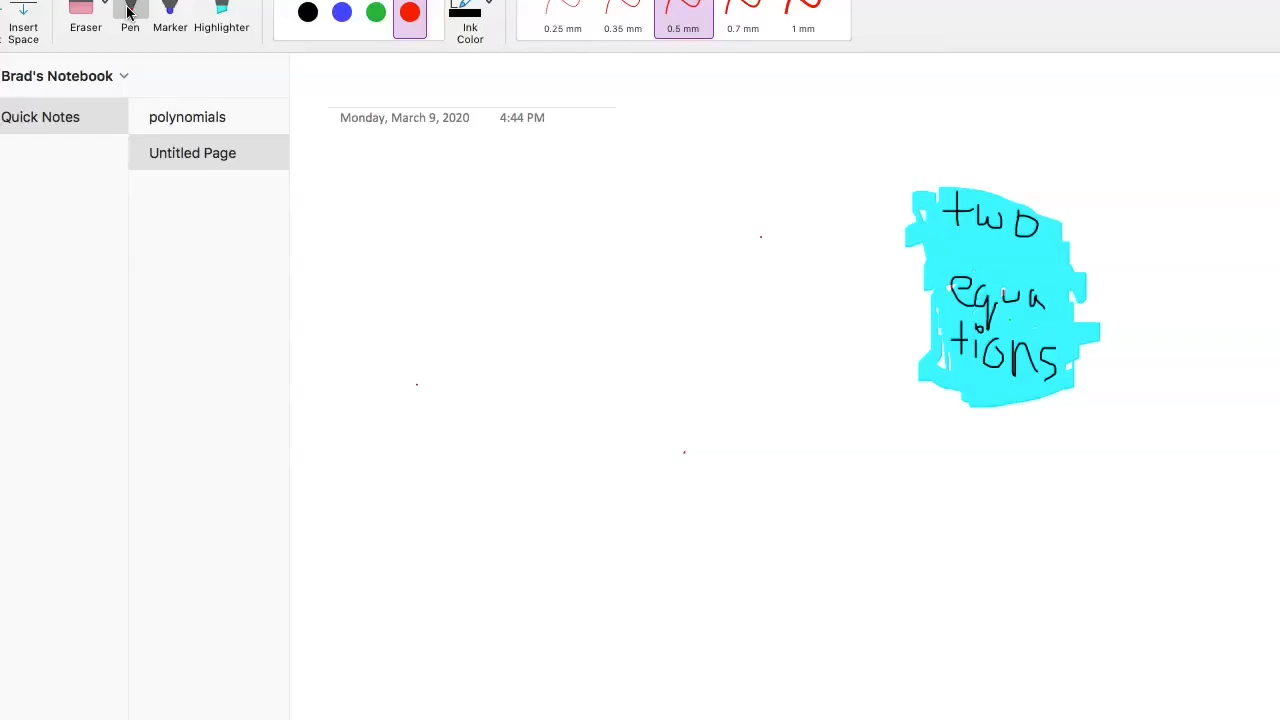 Insert
Space
Eraser
Pen
Marker
Highlighter
Ink
Color
0.25 mm
0.35 mm
0.5 mm
0.7 mm
1 mm
Brad's Notebook
Quick Notes
polynomials
Untitled Page
Monday, March 9, 2020 4:44 PM
two
equa
tions